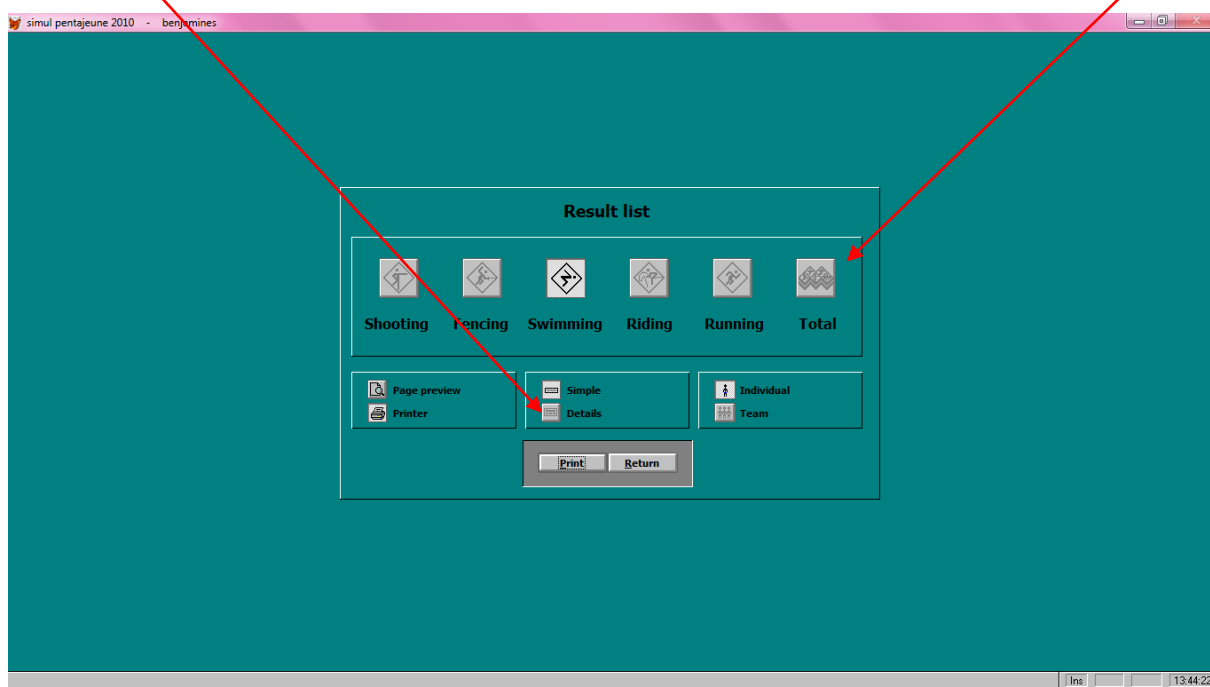 simul pentajeune 2010 - benjamines
Result list
Shooting Fencing Swimming Riding Running Total
Page preview
Printer
Simple
Details
Individual
Team
Print Return
Ins 13:44:22